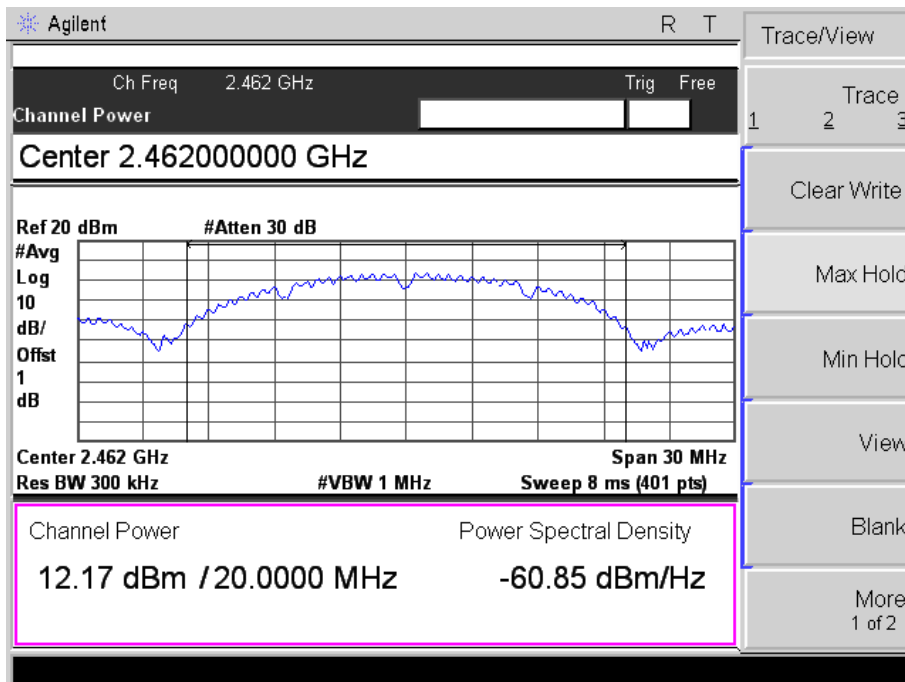 Agilent R T
Trace/View
Ch Freq 2.462 GHz Trig Free
Channel Power
Trace
1 2 3
Center 2.462000000 GHz
Clear Write
Ref 20 dBm #Atten 30 dB
#Avg
Log
10
dB/
Offst
1
dB
Max Hold
Min Hold
View
Center 2.462 GHz Span 30 MHz
Res BW 300 kHz #VBW 1 MHz Sweep 8 ms (401 pts)
Blank
Channel Power Power Spectral Density
12.17 dBm / 20.0000 MHz -60.85 dBm/Hz
More
1 of 2